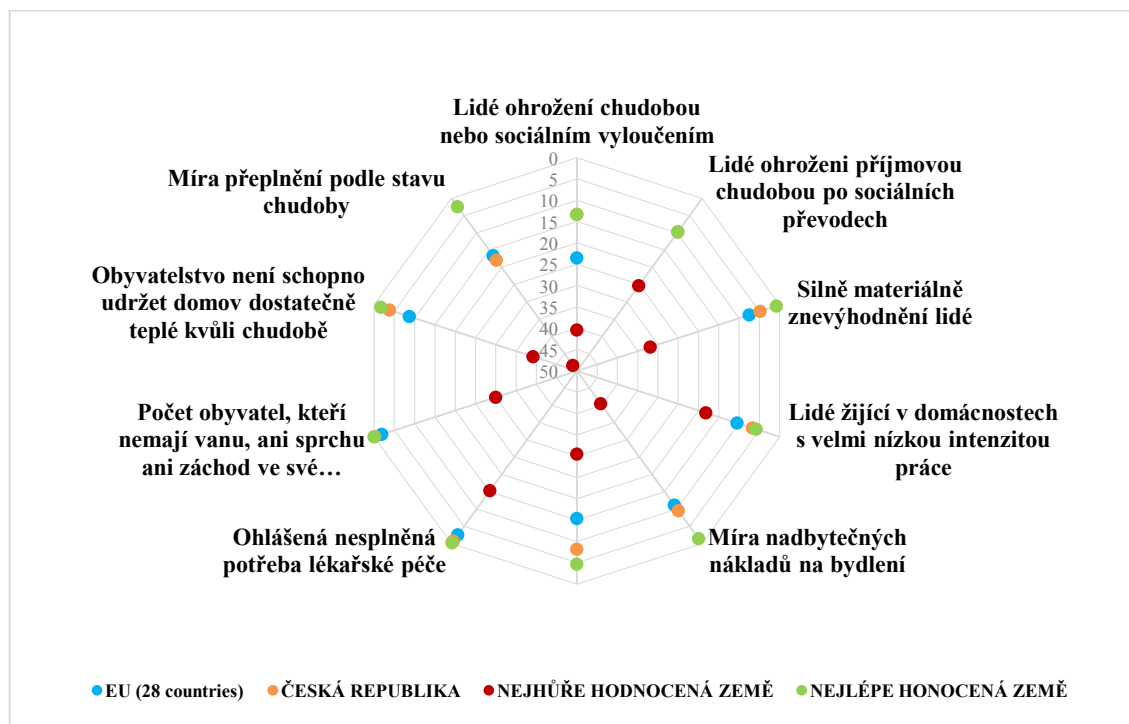 Lidé ohrožení chudobou
nebo sociálním vyloučením
Lidé ohroženi příjmovou
chudobou po sociálních
převodech
Silně materiálně
znevýhodnění lidé
Lidé žijící v domácnostech
s velmi nízkou intenzitou
práce
Míra nadbytečných
nákladů na bydlení
Ohlášená nesplněná
potřeba lékařské péče
Počet obyvatel, kteří
nemají vanu, ani sprchu
ani záchod ve své…
Obyvatelstvo není schopno
udržet domov dostatečně
teplé kvůli chudobě
Míra přeplnění podle stavu
chudoby
0
5
10
15
20
25
30
35
40
45
50
EU (28 countries)
ČESKÁ REPUBLIKA
NEJHŮŘE HODNOCENÁ ZEMĚ
NEJLÉPE HONOCENÁ ZEMĚ